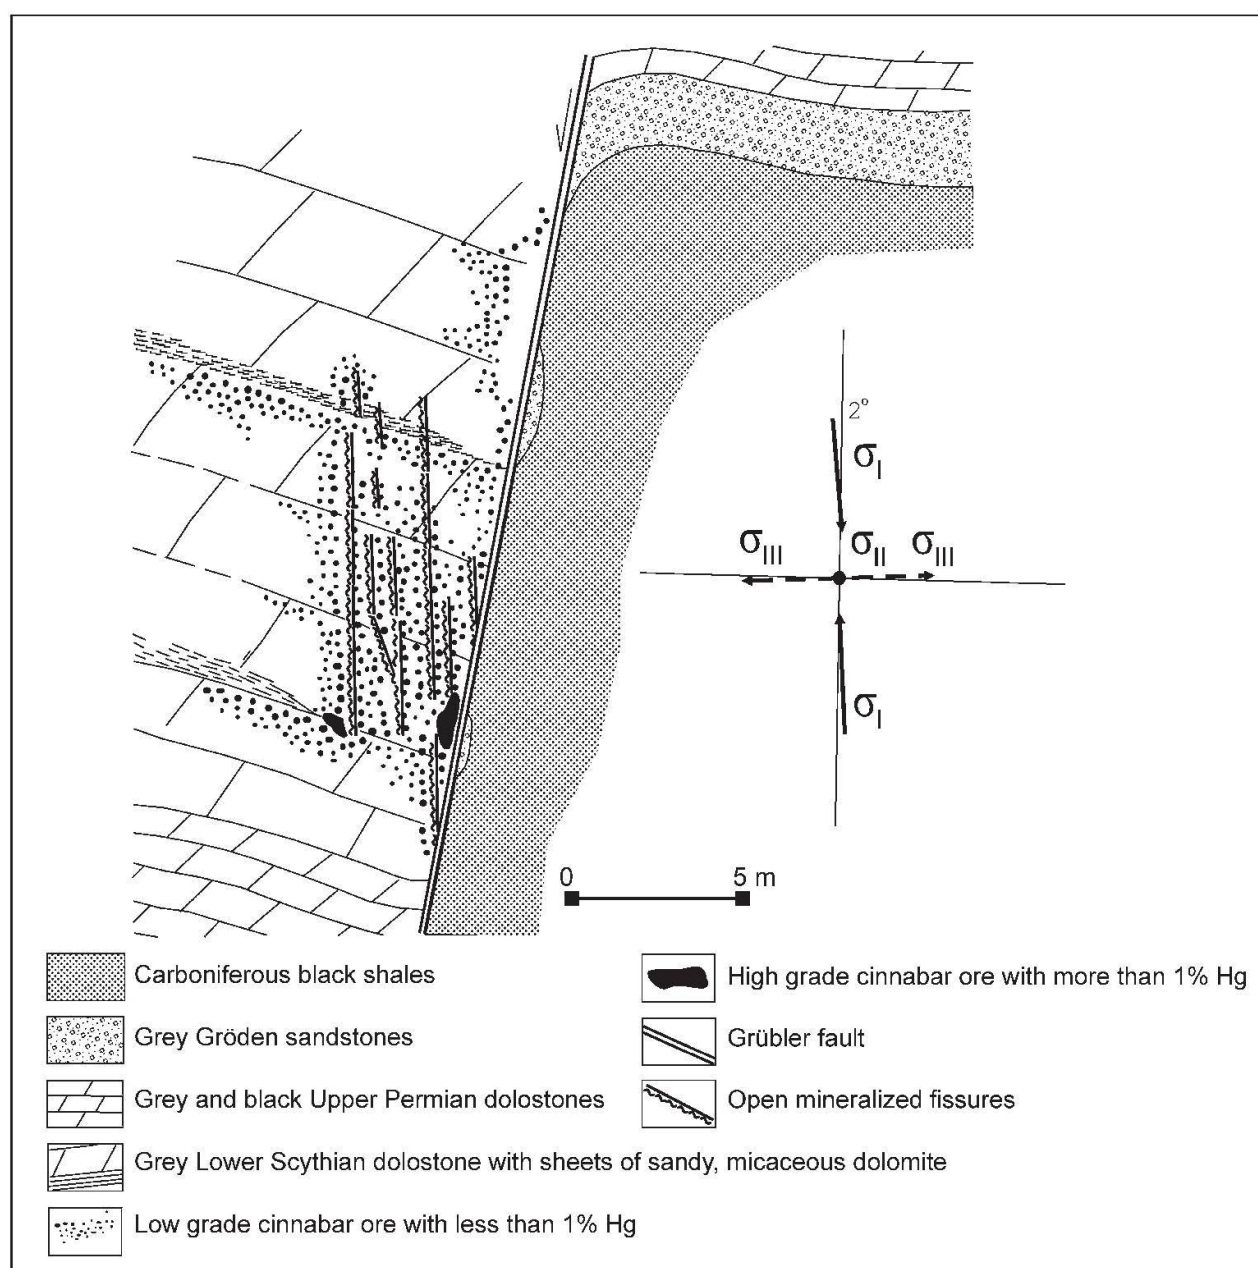 2°
σI
σIII
σII
σIII
σI
0
5 m
Carboniferous black shales
High grade cinnabar ore with more than 1% Hg
Grey Gröden sandstones
Grübler fault
Grey and black Upper Permian dolostones
Open mineralized fissures
Grey Lower Scythian dolostone with sheets of sandy, micaceous dolomite
Low grade cinnabar ore with less than 1% Hg